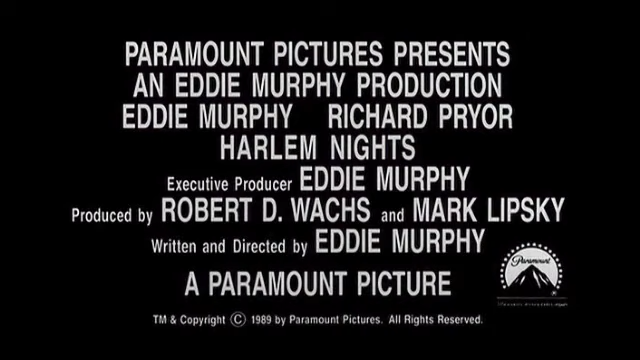 PARAMOUNT PICTURES PRESENTS
AN EDDIE MURPHY PRODUCTION
EDDIE MURPHY RICHARD PRYOR
HARLEM NIGHTS
Executive Producer EDDIE MURPHY
Produced by ROBERT D. WACHS and MARK LIPSKY
Written and Directed by EDDIE MURPHY
A PARAMOUNT PICTURE
Paramount
TM & Copyright © 1989 by Paramount Pictures. All Rights Reserved.